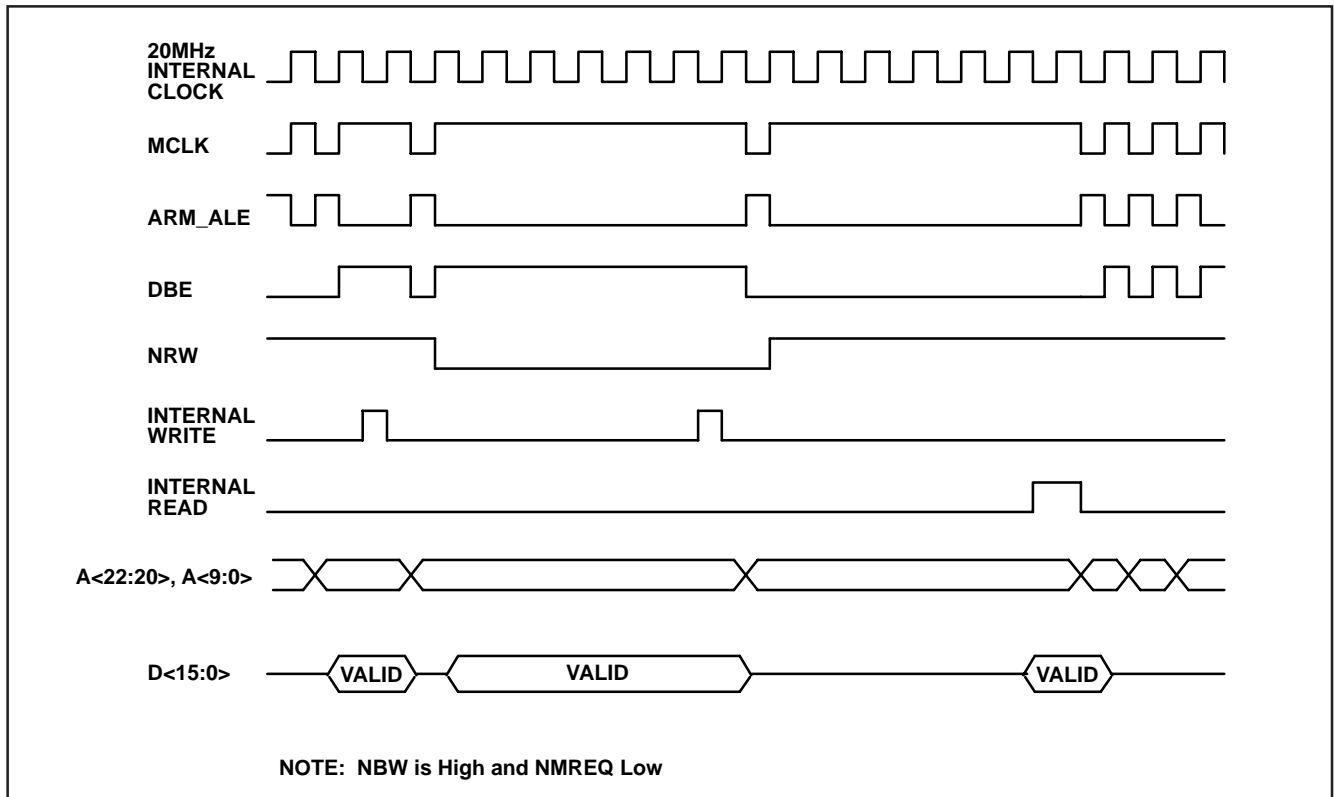 20MHz
INTERNAL
CLOCK
MCLK
ARM_ALE
DBE
NRW
INTERNAL
WRITE
INTERNAL
READ
A<22:20>, A<9:0>
D<15:0>
VALID
VALID
VALID
NOTE: NBW is High and NMREQ Low